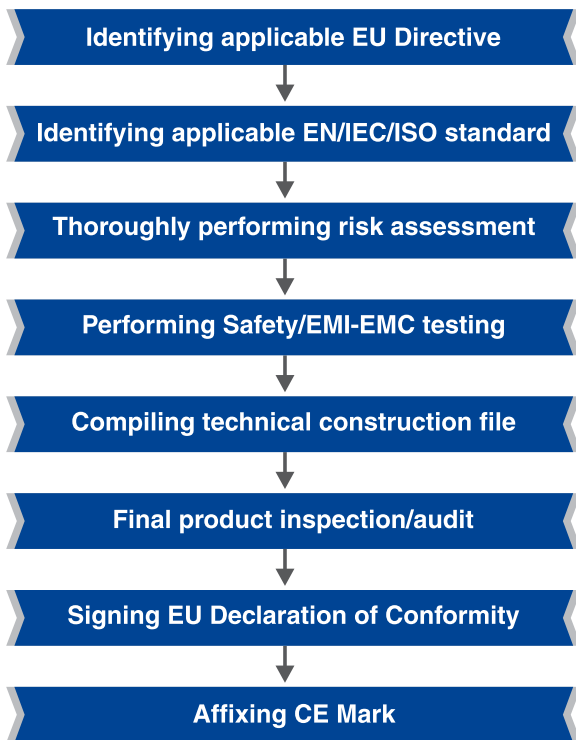 Identifying applicable EU Directive
Identifying applicable EN/IEC/ISO standard
Thoroughly performing risk assessment
Performing Safety/EMI-EMC testing
Compiling technical construction file
Final product inspection/audit
Signing EU Declaration of Conformity
Affixing CE Mark